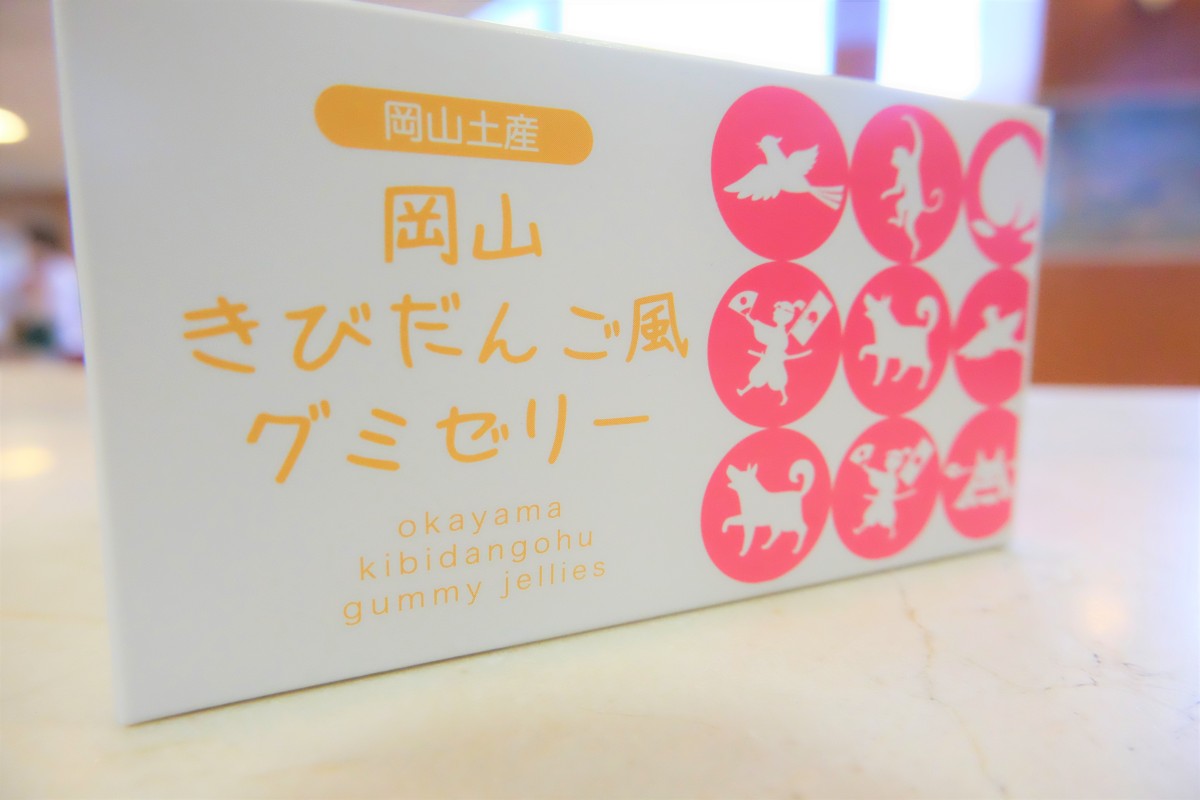 岡山土産
岡山
きびだんご風
グミゼリー
okayama
kibidangohu
gummy jellies